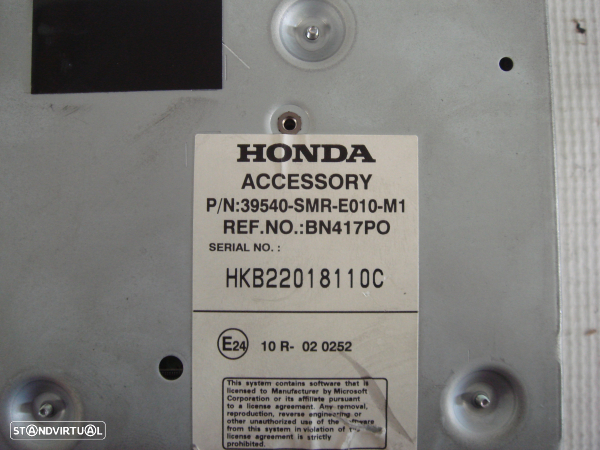 HONDA
ACCESSORY
P/N:39540-SMR-E010-M1
REF.NO.:BN417PO
SERIAL NO. :
HKB22018110C
E24 10 R- 02 0252
This system contains software that is
licensed to Manufacturer by Microsoft
Corporation or its affiliate pursuant
to a license agreement. Any removal,
reproduction, reverse engineering or
other unauthorized use of the software
from this system in violation of the
license agreement is strictly
prohibited.
STANDVIRTUAL